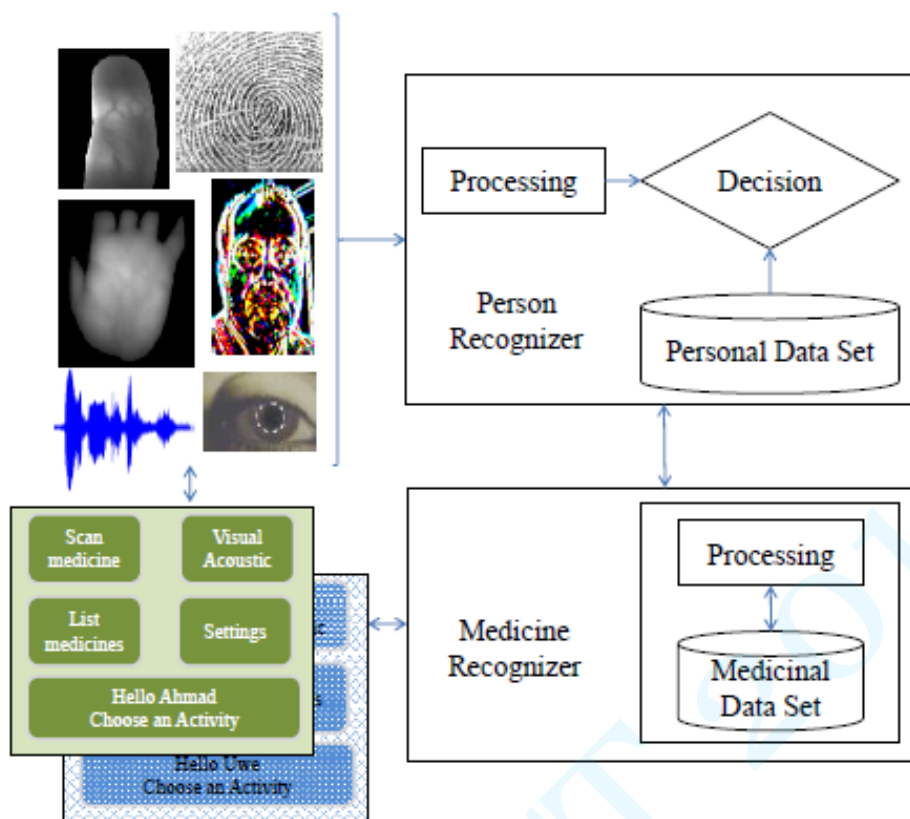 Processing
Decision
Person
Recognizer
Personal Data Set
Scan
medicine
Visual
Acoustic
List
medicines
Settings
Hello Ahmad
Choose an Activity
Hello Uwe
Choose an Activity
Medicine
Recognizer
Processing
Medicinal
Data Set